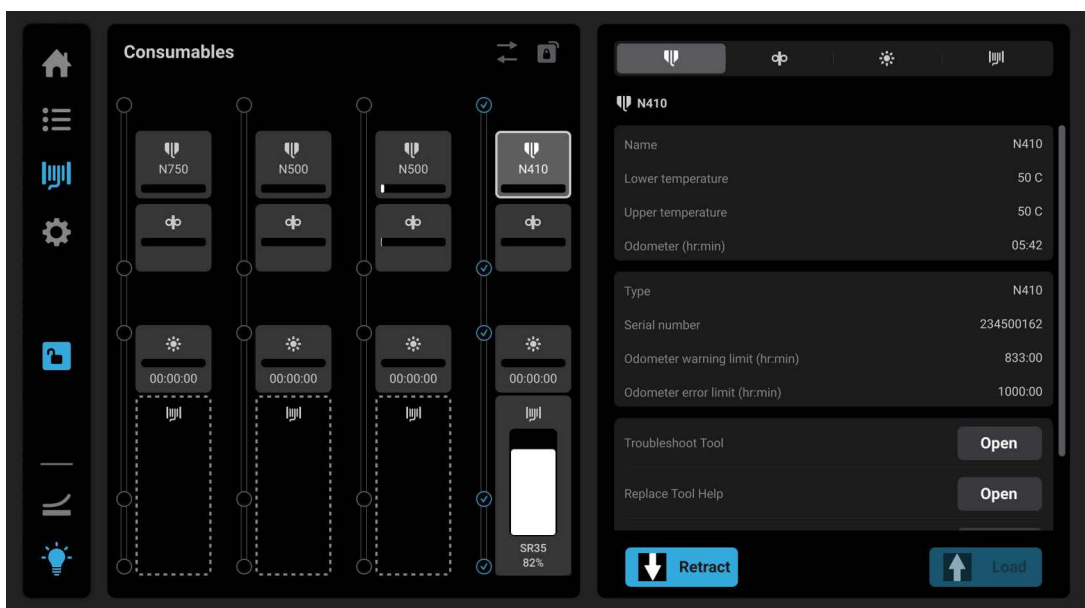 Consumables
N750
N500
N500
N410
00:00:00
00:00:00
00:00:00
00:00:00
SR35
82%
N410
Name N410
Lower temperature 50 C
Upper temperature 50 C
Odometer (hr:min) 05:42
Type N410
Serial number 234500162
Odometer warning limit (hr:min) 833:00
Odometer error limit (hr:min) 1000:00
Troubleshoot Tool Open
Replace Tool Help Open
Retract
Load